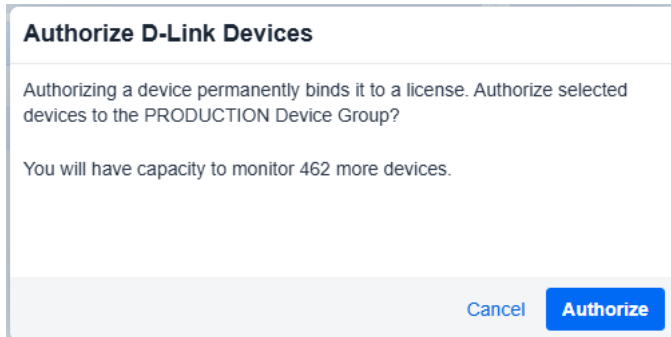 Authorize D-Link Devices
Authorizing a device permanently binds it to a license. Authorize selected
devices to the PRODUCTION Device Group?
You will have capacity to monitor 462 more devices.
Cancel
Authorize